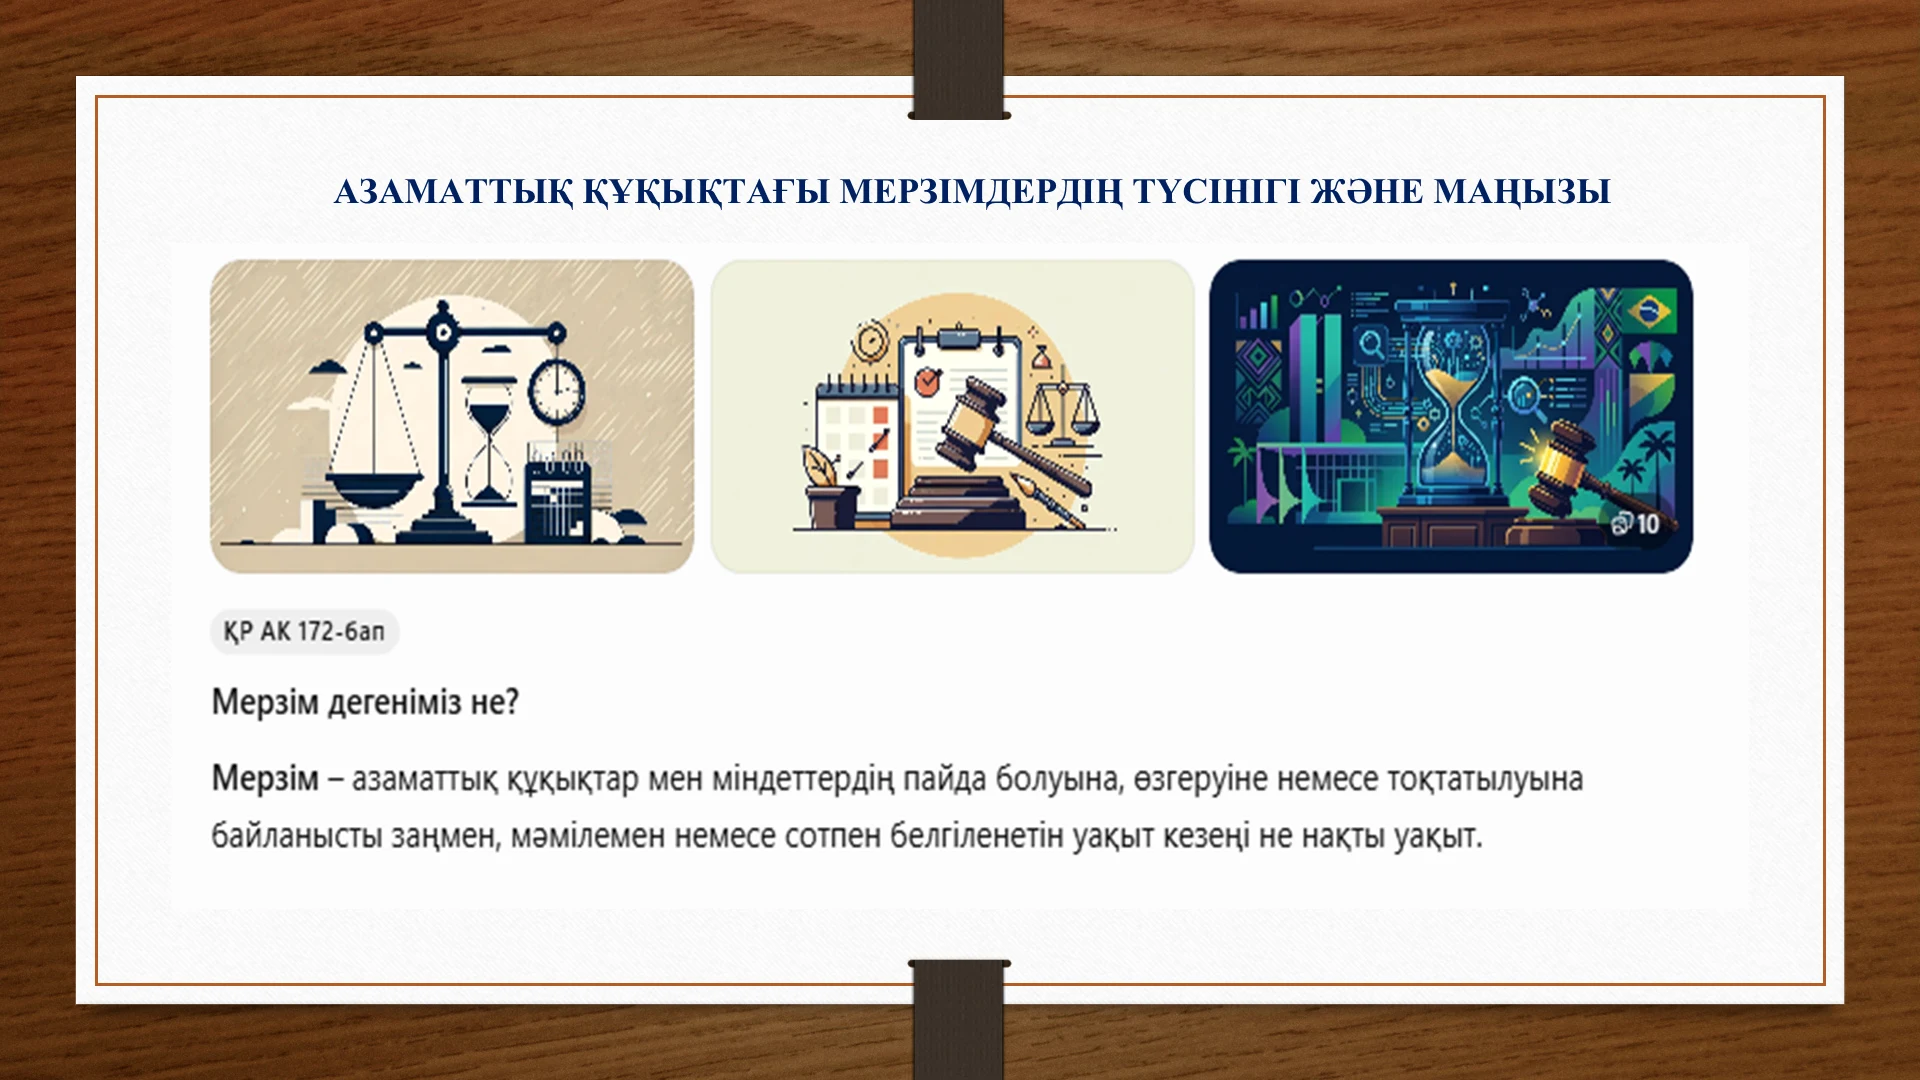 АЗАМАТТЫҚ ҚҰҚЫҚТАҒЫ МЕРЗІМДЕРДІҢ ТҮСІНІГІ ЖӘНЕ МАҢЫЗЫ
10
ҚР АК 172-бап
Мерзім дегеніміз не?
Мерзім – азаматтық құқықтар мен міндеттердің пайда болуына, өзгеруіне немесе тоқтатылуына
байланысты заңмен, мәмілемен немесе сотпен белгіленетін уақыт кезеңі не нақты уақыт.